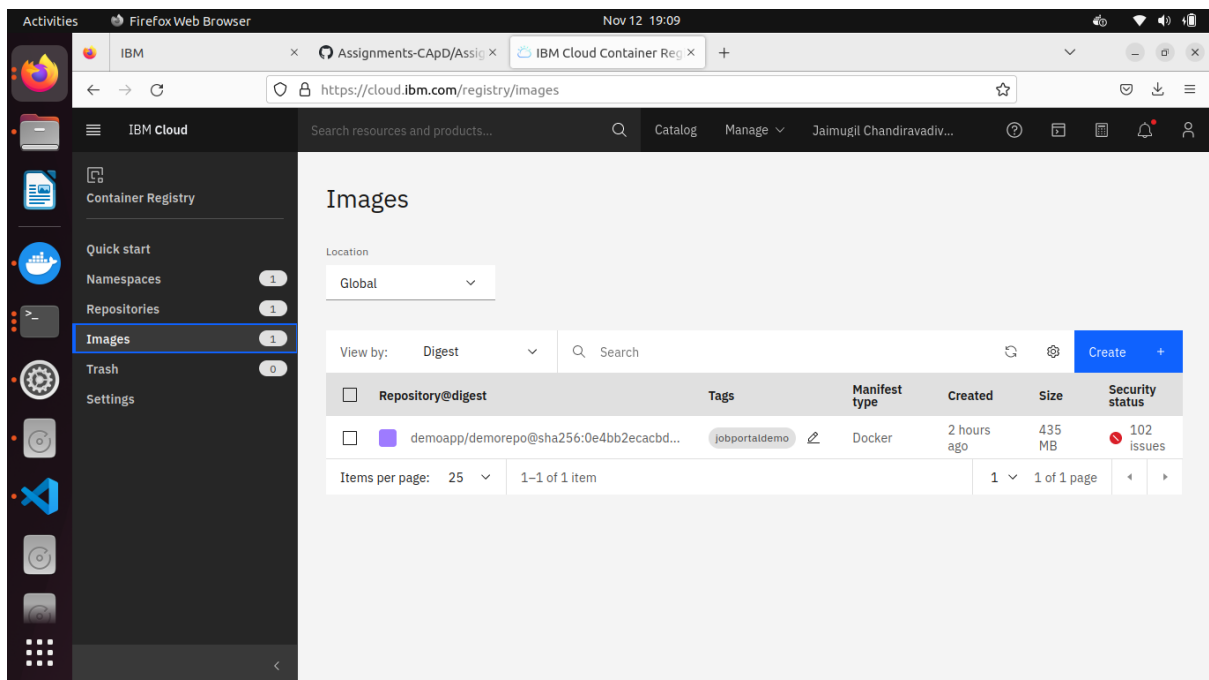 Activities Firefox Web Browser Nov 12 19:09
IBM Assignments-CApD/Assig IBM Cloud Container Reg
https://cloud.ibm.com/registry/images
IBM Cloud Search resources and products... Catalog Manage Jaimugil Chandiravadiv...
Container Registry
Images
Quick start
Location
Namespaces 1
Global
Repositories 1
Images 1
View by: Digest Search Create +
Trash 0
Settings
Repository@digest Tags Manifest type Created Size Security status
demoapp/demorepo@sha256:0e4bb2ecacbd... jobportaldemo Docker 2 hours ago 435 MB 102 issues
Items per page: 25 1–1 of 1 item 1 1 of 1 page